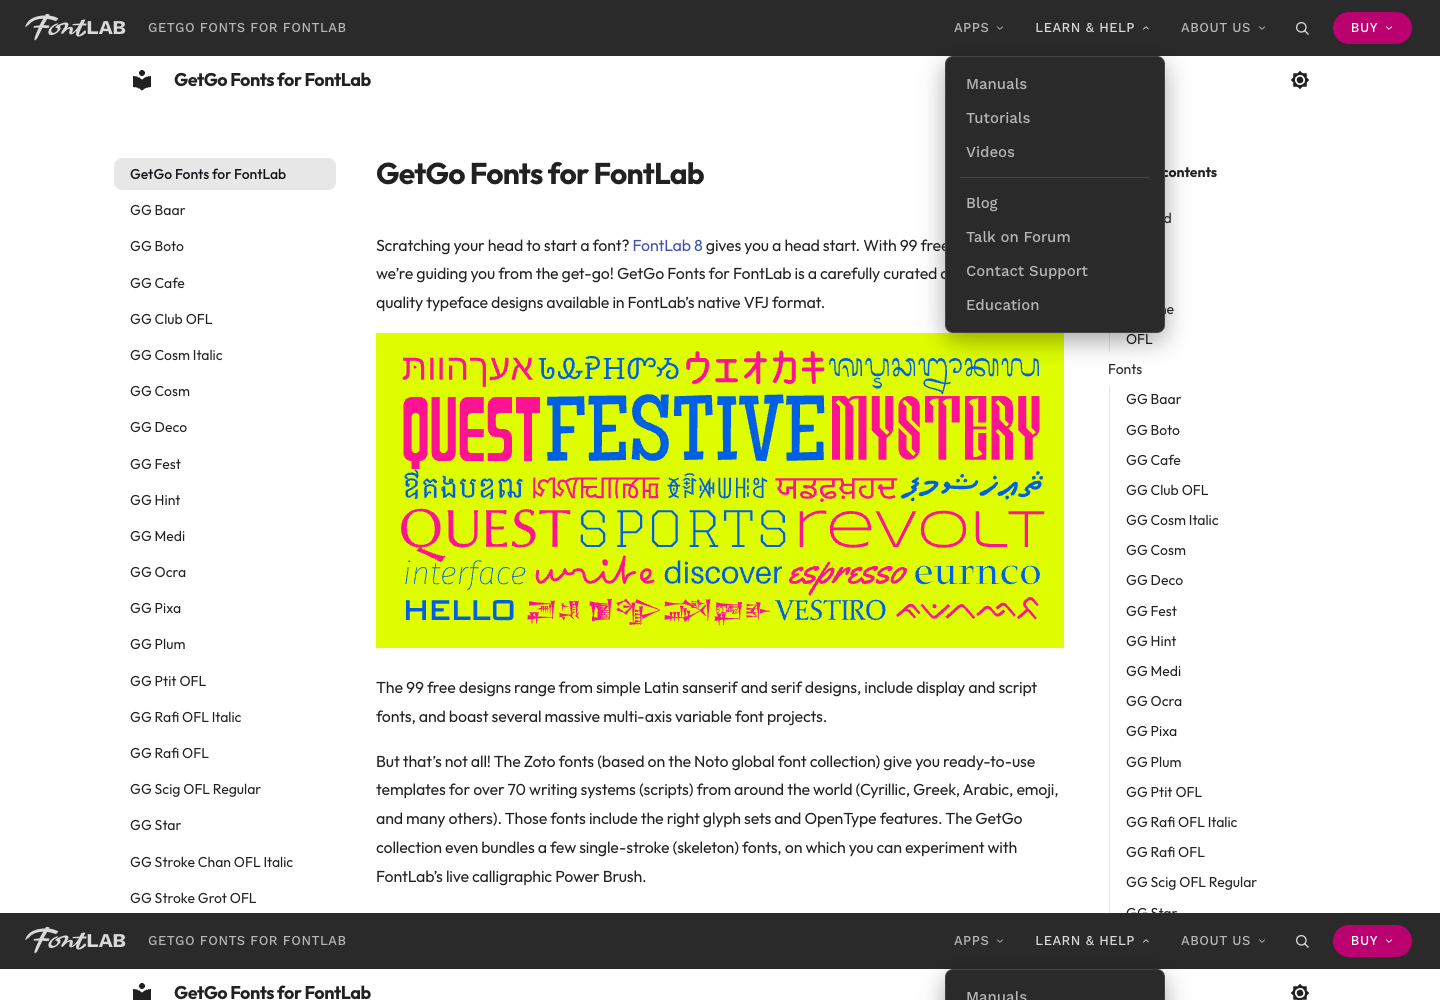 FontLAB GETGO FONTS FOR FONTLAB APPS LEARN & HELP ABOUT US BUY
GetGo Fonts for FontLab
Manuals
Tutorials
Videos
Blog
Talk on Forum
Contact Support
Education
GetGo Fonts for FontLab
GG Baar
GG Boto
GG Cafe
GG Club OFL
GG Cosm Italic
GG Cosm
GG Deco
GG Fest
GG Hint
GG Medi
GG Ocra
GG Pixa
GG Plum
GG Ptit OFL
GG Rafi OFL Italic
GG Rafi OFL
GG Scig OFL Regular
GG Star
GG Stroke Chan OFL Italic
GG Stroke Grot OFL
GetGo Fonts for FontLab
Scratching your head to start a font? FontLab 8 gives you a head start. With 99 free
we’re guiding you from the get-go! GetGo Fonts for FontLab is a carefully curated
quality typeface designs available in FontLab’s native VFJ format.
ウェオカキ
QUEST FESTIVE MYSTERY
QUEST SPORTS revolt
interface write discover espresso eurnco
HELLO VESTIRO
The 99 free designs range from simple Latin sanserif and serif designs, include display and script
fonts, and boast several massive multi-axis variable font projects.
But that’s not all! The Zoto fonts (based on the Noto global font collection) give you ready-to-use
templates for over 70 writing systems (scripts) from around the world (Cyrillic, Greek, Arabic, emoji,
and many others). Those fonts include the right glyph sets and OpenType features. The GetGo
collection even bundles a few single-stroke (skeleton) fonts, on which you can experiment with
FontLab’s live calligraphic Power Brush.
contents
OFL
Fonts
GG Baar
GG Boto
GG Cafe
GG Club OFL
GG Cosm Italic
GG Cosm
GG Deco
GG Fest
GG Hint
GG Medi
GG Ocra
GG Pixa
GG Plum
GG Ptit OFL
GG Rafi OFL Italic
GG Rafi OFL
GG Scig OFL Regular
GG Star
FontLAB GETGO FONTS FOR FONTLAB APPS LEARN & HELP ABOUT US BUY
GetGo Fonts for FontLab
Manuals